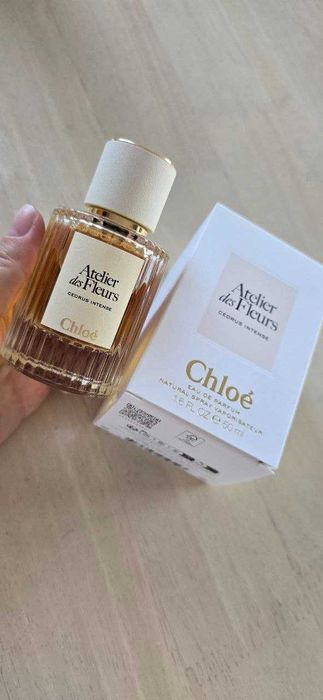 Atelier
des Fleurs
CEDRUS INTENSE
Chloé
Atelier
des Fleurs
CEDRUS INTENSE
Chloé
EAU DE PARFUM
NATURAL SPRAY VAPORISATEUR
1.6 FL.OZ 50 ml